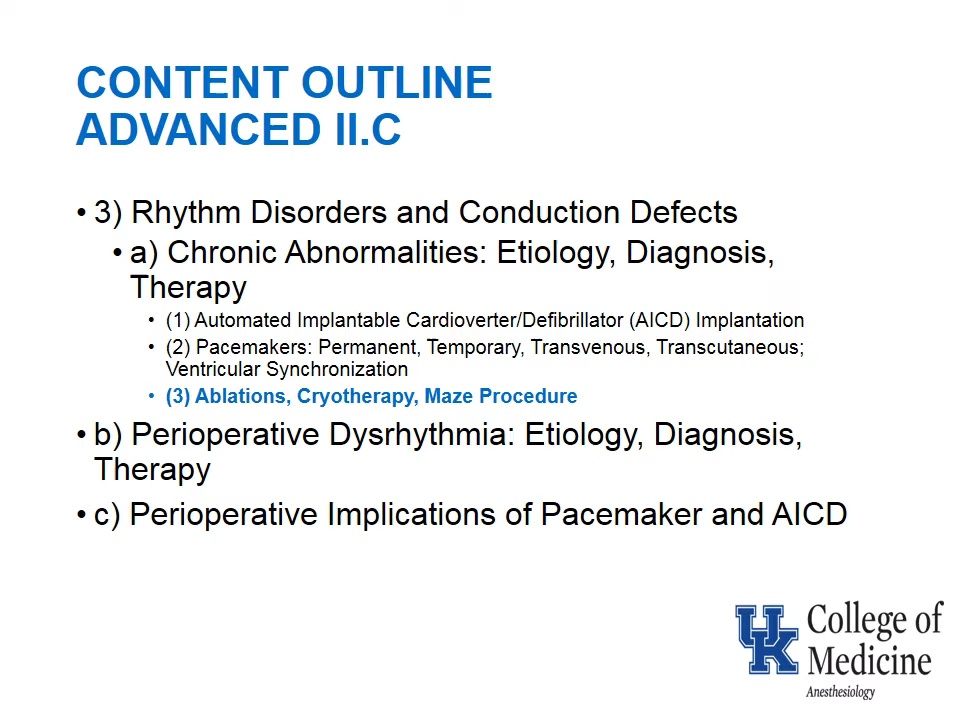 CONTENT OUTLINE
ADVANCED II.C
• 3) Rhythm Disorders and Conduction Defects
• a) Chronic Abnormalities: Etiology, Diagnosis,
Therapy
• (1) Automated Implantable Cardioverter/Defibrillator (AICD) Implantation
• (2) Pacemakers: Permanent, Temporary, Transvenous, Transcutaneous;
Ventricular Synchronization
• (3) Ablations, Cryotherapy, Maze Procedure
• b) Perioperative Dysrhythmia: Etiology, Diagnosis,
Therapy
• c) Perioperative Implications of Pacemaker and AICD
UK
College of
Medicine
Anesthesiology